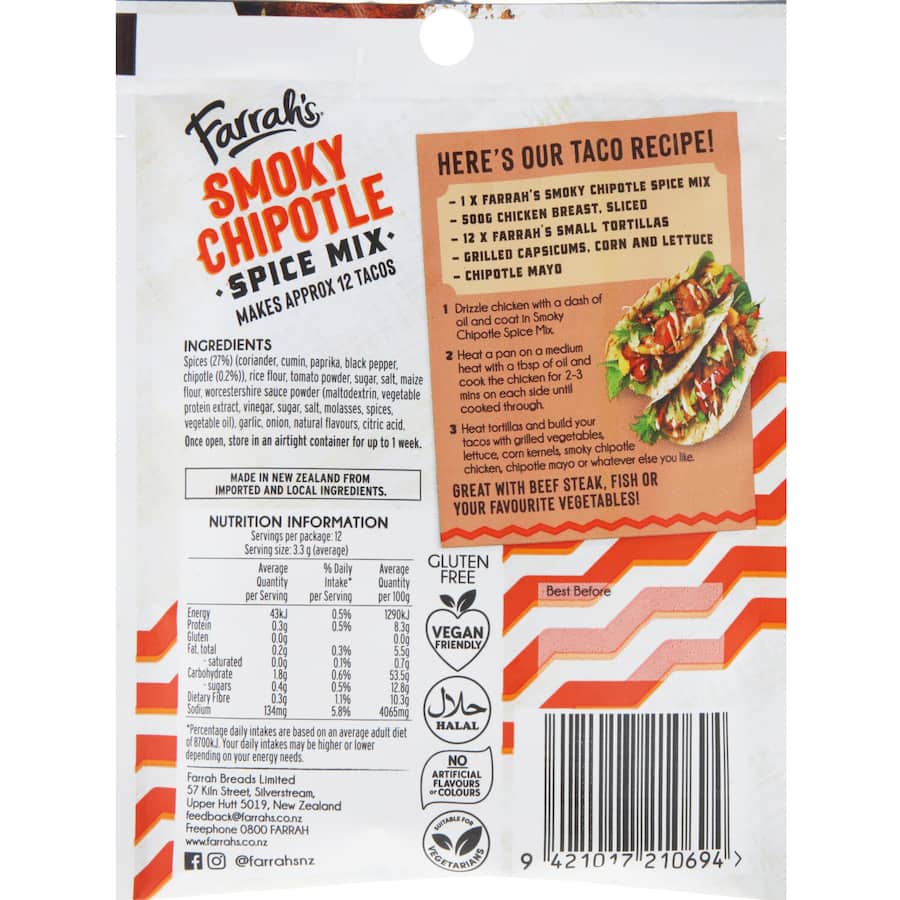 Farrah's
SMOKY
CHIPOTLE
• SPICE MIX •
MAKES APPROX 12 TACOS
INGREDIENTS
Spices (27%) (coriander, cumin, paprika, black pepper,
chipotle (0.2%)), rice flour, tomato powder, sugar, salt, maize
flour, worcestershire sauce powder (maltodextrin, vegetable
protein extract, vinegar, sugar, salt, molasses, spices,
vegetable oil), garlic, onion, natural flavours, citric acid.
Once open, store in an airtight container for up to 1 week.
MADE IN NEW ZEALAND FROM
IMPORTED AND LOCAL INGREDIENTS.
NUTRITION INFORMATION
Servings per package: 12
Serving size: 3.3 g (average)
Average % Daily Average
Quantity Intake* Quantity
per Serving per Serving per 100g
Energy 43kJ 0.5% 1290kJ
Protein 0.3g 0.5% 8.3g
Gluten 0.0g 0.0g
Fat, total 0.2g 0.3% 5.5g
- saturated 0.0g 0.1% 0.7g
Carbohydrate 1.8g 0.6% 53.5g
- sugars 0.4g 0.5% 12.8g
Dietary Fibre 0.3g 1.1% 10.3g
Sodium 134mg 5.8% 4065mg
*Percentage daily intakes are based on an average adult diet
of 8700kJ. Your daily intakes may be higher or lower
depending on your energy needs.
Farrah Breads Limited
57 Kiln Street, Silverstream,
Upper Hutt 5019, New Zealand
feedback@farrahs.co.nz
Freephone 0800 FARRAH
www.farrahs.co.nz
@farrahsnz
HERE'S OUR TACO RECIPE!
- 1 X FARRAH'S SMOKY CHIPOTLE SPICE MIX
- 500G CHICKEN BREAST, SLICED
- 12 X FARRAH'S SMALL TORTILLAS
- GRILLED CAPSICUMS, CORN AND LETTUCE
- CHIPOTLE MAYO
1 Drizzle chicken with a dash of
oil and coat in Smoky
Chipotle Spice Mix.
2 Heat a pan on a medium
heat with a tbsp of oil and
cook the chicken for 2-3
mins on each side until
cooked through.
3 Heat tortillas and build your
tacos with grilled vegetables,
lettuce, corn kernels, smoky chipotle
chicken, chipotle mayo or whatever else you like.
GREAT WITH BEEF STEAK, FISH OR
YOUR FAVOURITE VEGETABLES!
GLUTEN
FREE
VEGAN
FRIENDLY
حلال
HALAL
NO
ARTIFICIAL
FLAVOURS
or COLOURS
SUITABLE FOR
VEGETARIANS
Best Before
9 421017 210694 >